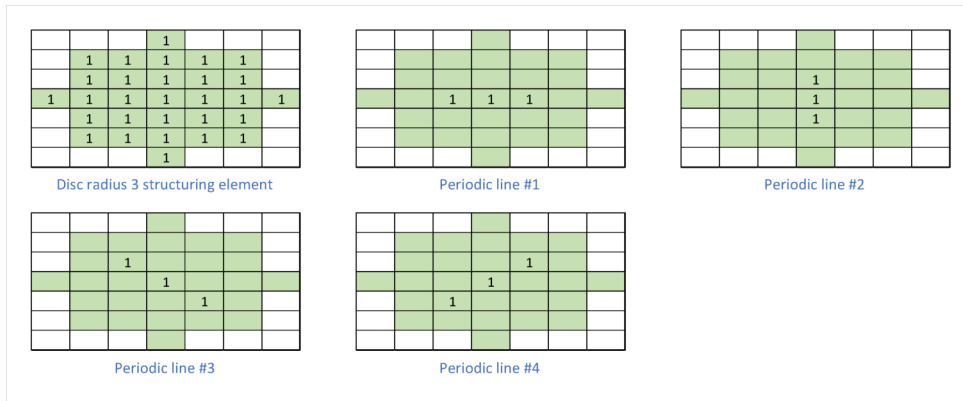 1
1 1 1 1 1
1 1 1 1 1
1 1 1 1 1 1 1
1 1 1 1 1
1 1 1 1 1
1
Disc radius 3 structuring element
1 1 1
Periodic line #1
1
1
1
Periodic line #2
1
1
1
Periodic line #3
1
1
1
Periodic line #4